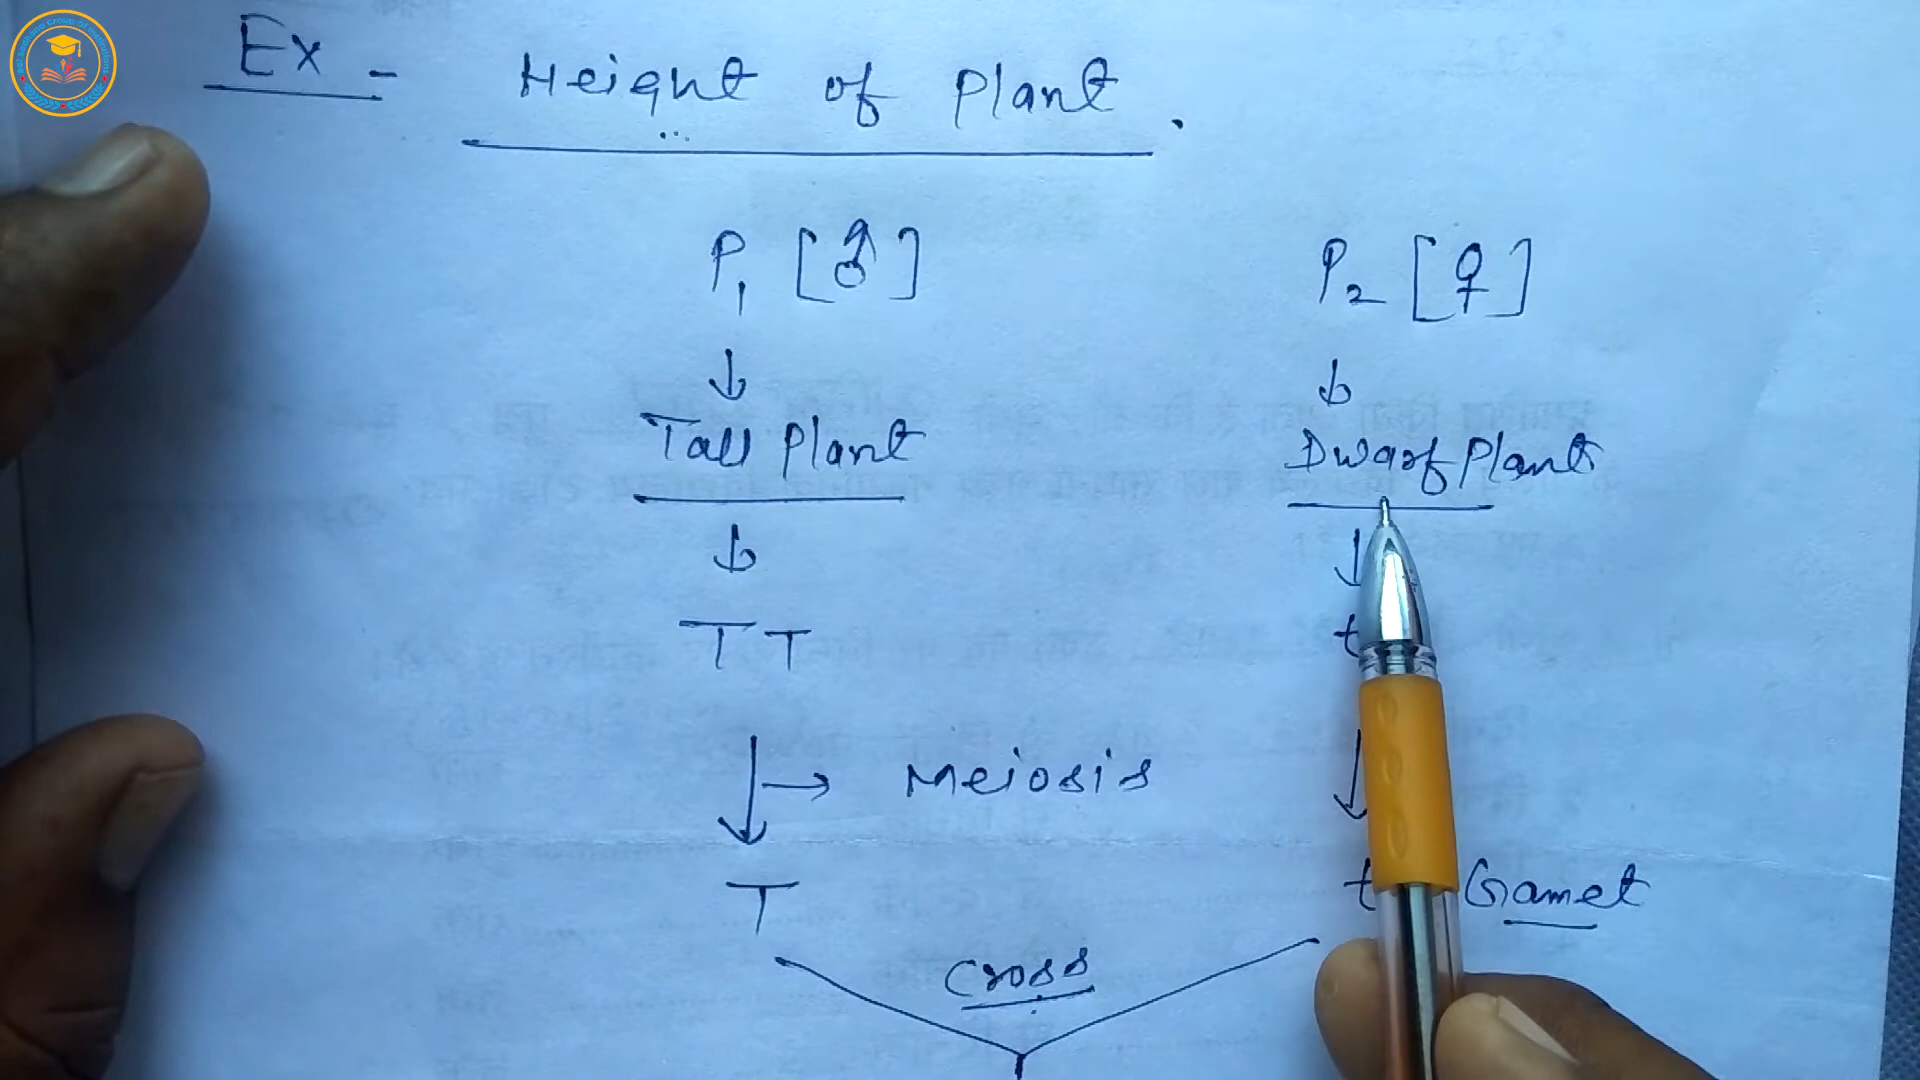 Ex - Height of Plant.
P1 [♂] P2 [♀]
↓ ↓
Tall Plant Dwarf Plant
↓ ↓
TT t
↓ → Meiosis ↓
T t Gamet
Cross